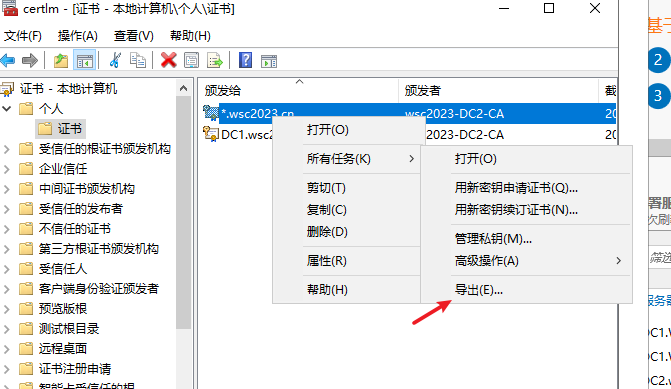 certlm - [证书 - 本地计算机\个人\证书]
文件(F) 操作(A) 查看(V) 帮助(H)
证书 - 本地计算机
个人
证书
受信任的根证书颁发机构
企业信任
中间证书颁发机构
受信任的发布者
不信任的证书
第三方根证书颁发机构
受信任人
客户端身份验证颁发者
预览版根
测试根目录
远程桌面
证书注册申请
智能卡受信任的根
颁发给 颁发者 截
*.wsc2023.cn wsc2023-DC2-CA 20
DC1.wsc2 2023-DC2-CA 20
打开(O)
所有任务(K)
剪切(T)
复制(C)
删除(D)
属性(R)
帮助(H)
打开(O)
用新密钥申请证书(Q)...
用新密钥续订证书(N)...
管理私钥(M)...
高级操作(A)
导出(E)...
基于
2
3
署服
次刷
筛选
服务器
DC1.W
DC1.W
DC2.w